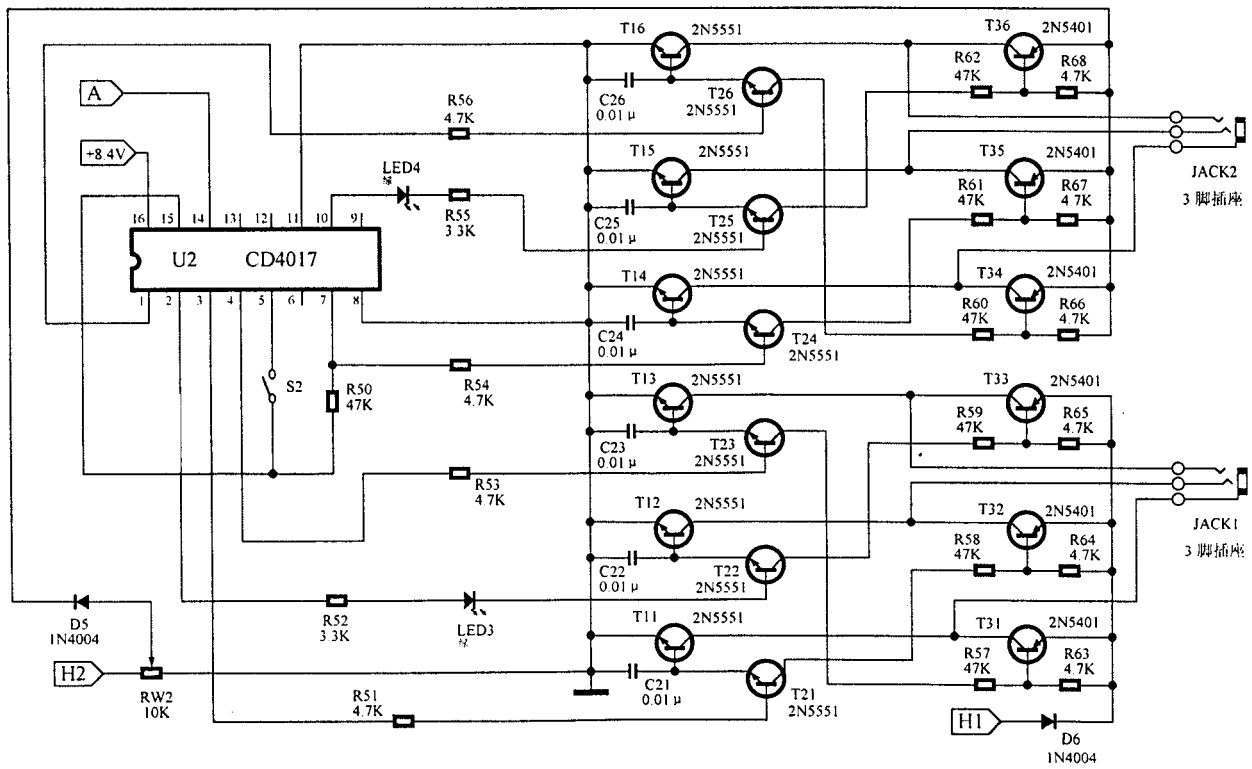 T16
2N5551
T36
2N5401
R62
47K
R68
4.7K
A
C26
0.01μ
T26
2N5551
R56
4.7K
+8.4V
JACK2
3 脚插座
T15
2N5551
T35
2N5401
R61
47K
R67
4.7K
LED4
绿
R55
3.3K
C25
0.01μ
T25
2N5551
16 15 14 13 12 11 10 9
U2 CD4017
1 2 3 4 5 6 7 8
T14
2N5551
T34
2N5401
R60
47K
R66
4.7K
C24
0.01μ
T24
2N5551
S2
R50
47K
R54
4.7K
T13
2N5551
T33
2N5401
R59
47K
R65
4.7K
C23
0.01μ
T23
2N5551
R53
4.7K
JACK1
3 脚插座
T12
2N5551
T32
2N5401
R58
47K
R64
4.7K
C22
0.01μ
T22
2N5551
D5
1N4004
R52
3.3K
LED3
绿
T11
2N5551
T31
2N5401
R57
47K
R63
4.7K
H2
RW2
10K
C21
0.01μ
T21
2N5551
R51
4.7K
H1
D6
1N4004